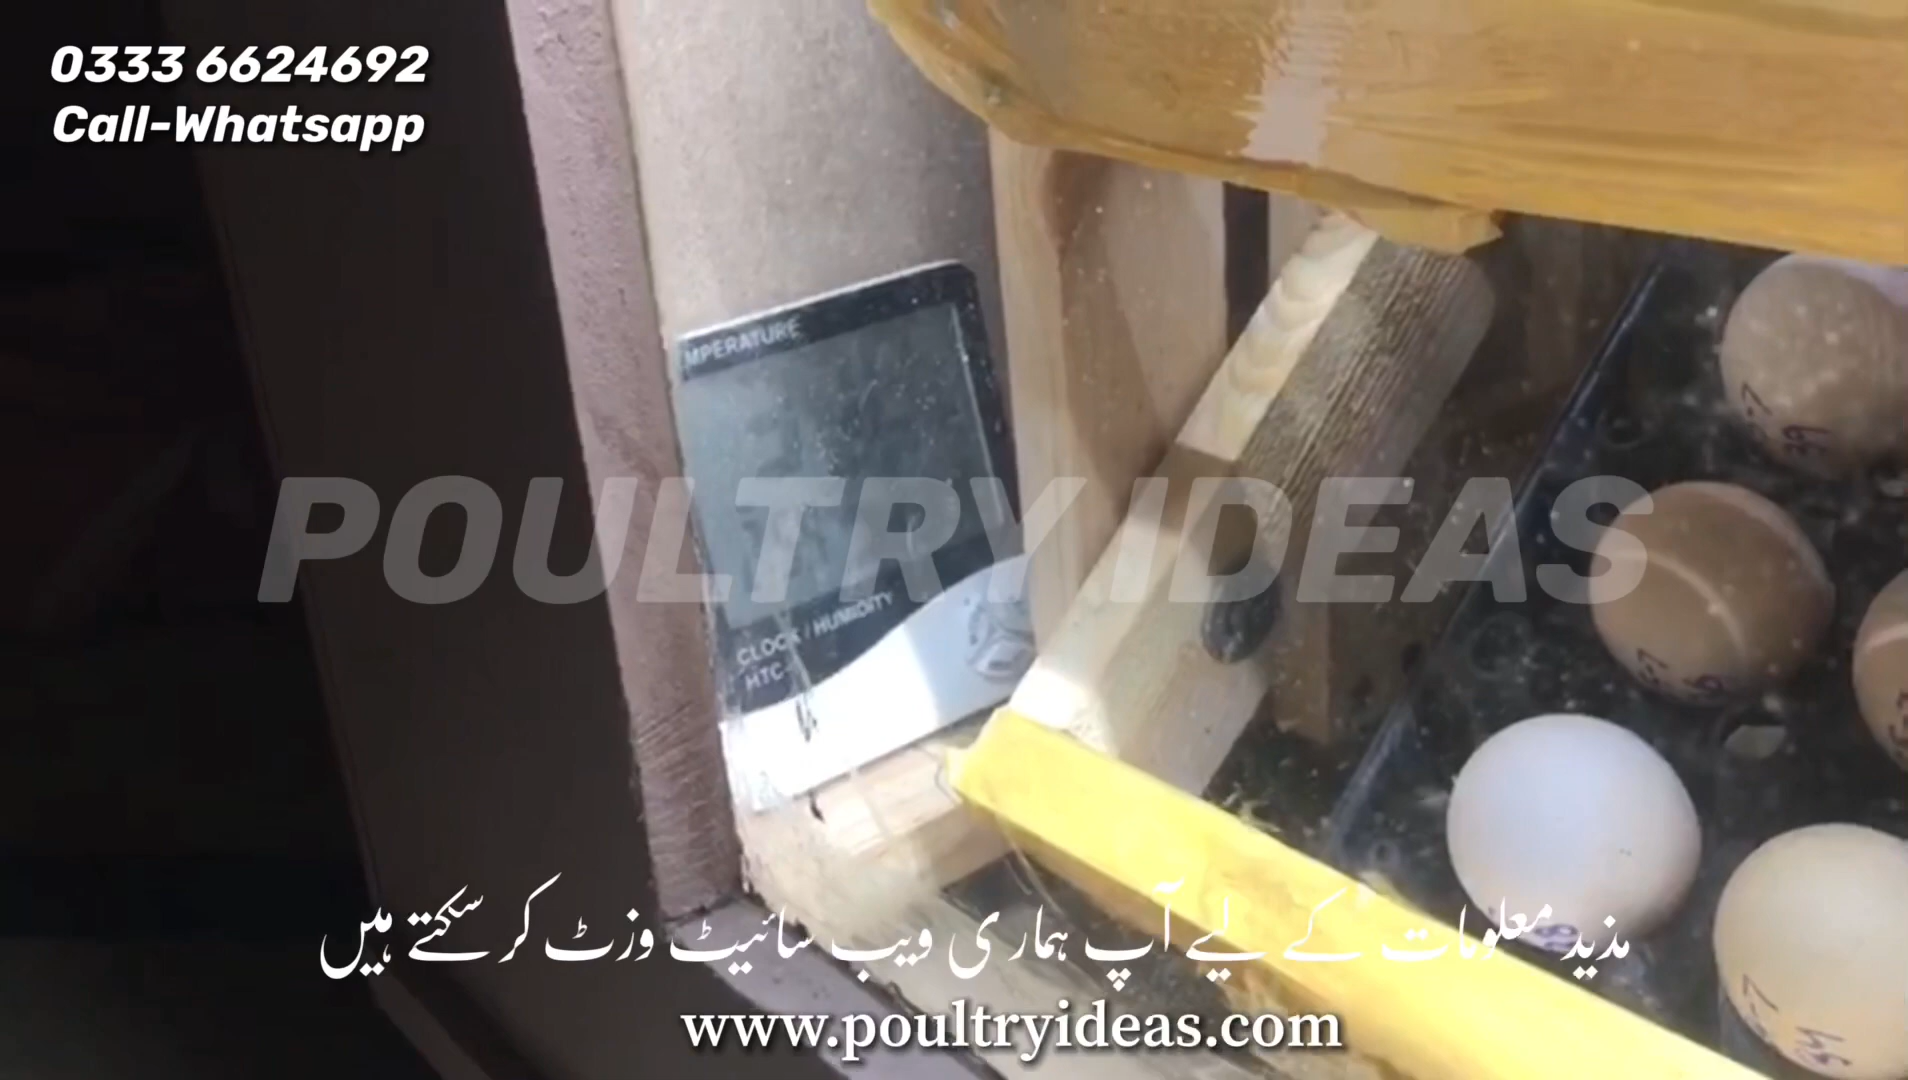 0333 6624692
Call-Whatsapp
MPERATURE
POULTRY IDEAS
CLOCK / HUMIDITY
HTC-
مذید معلومات کے لیے آپ ہماری ویب سائیٹ وزٹ کر سکتے ہیں
www.poultryideas.com